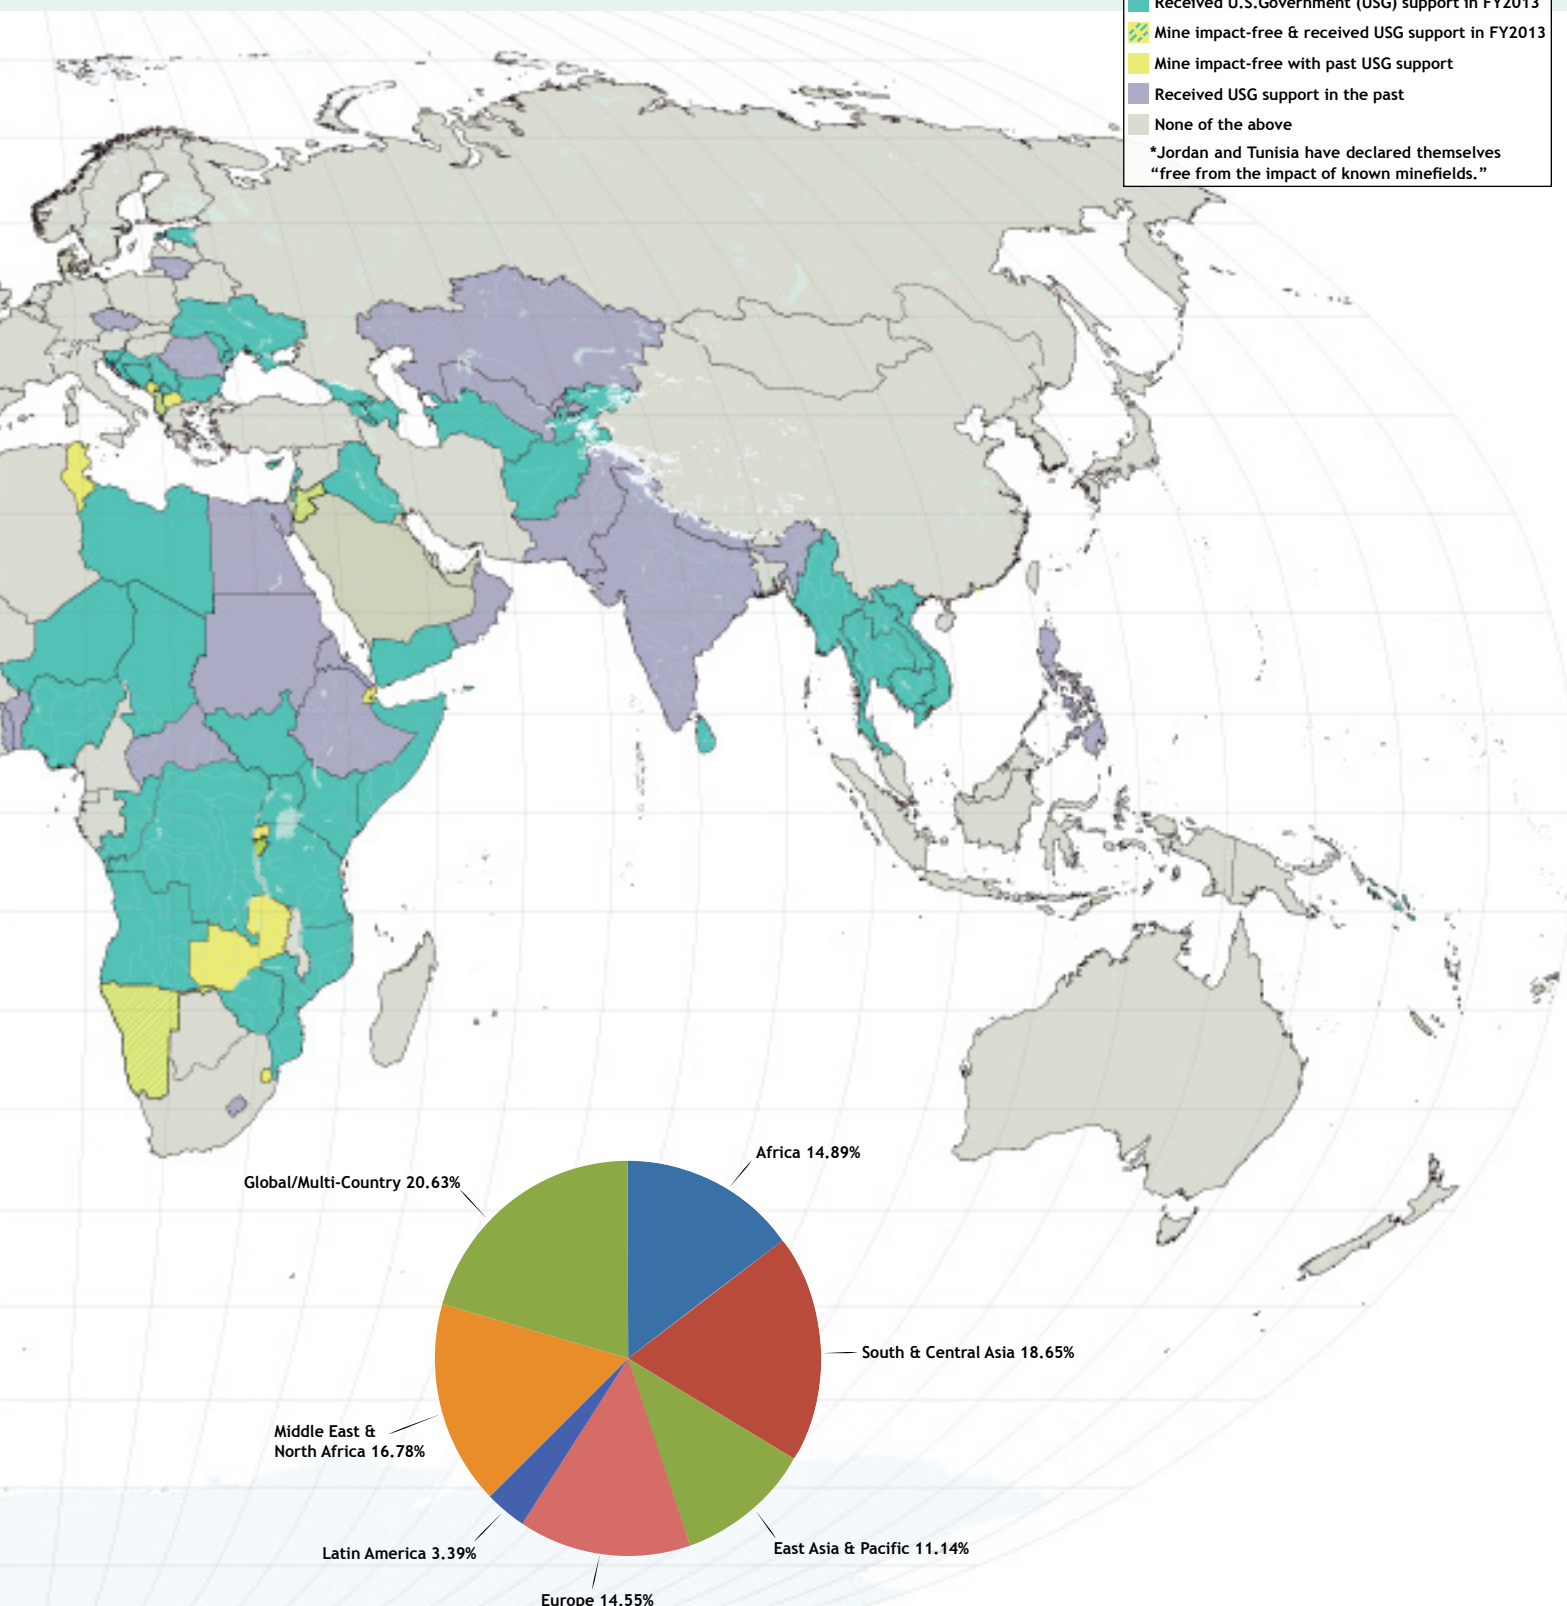 Received U.S.Government (USG) support in FY2013
Mine impact-free & received USG support in FY2013
Mine impact-free with past USG support
Received USG support in the past
None of the above
*Jordan and Tunisia have declared themselves
“free from the impact of known minefields.”
Africa 14.89%
Global/Multi-Country 20.63%
South & Central Asia 18.65%
Middle East &
North Africa 16.78%
East Asia & Pacific 11.14%
Latin America 3.39%
Europe 14.55%